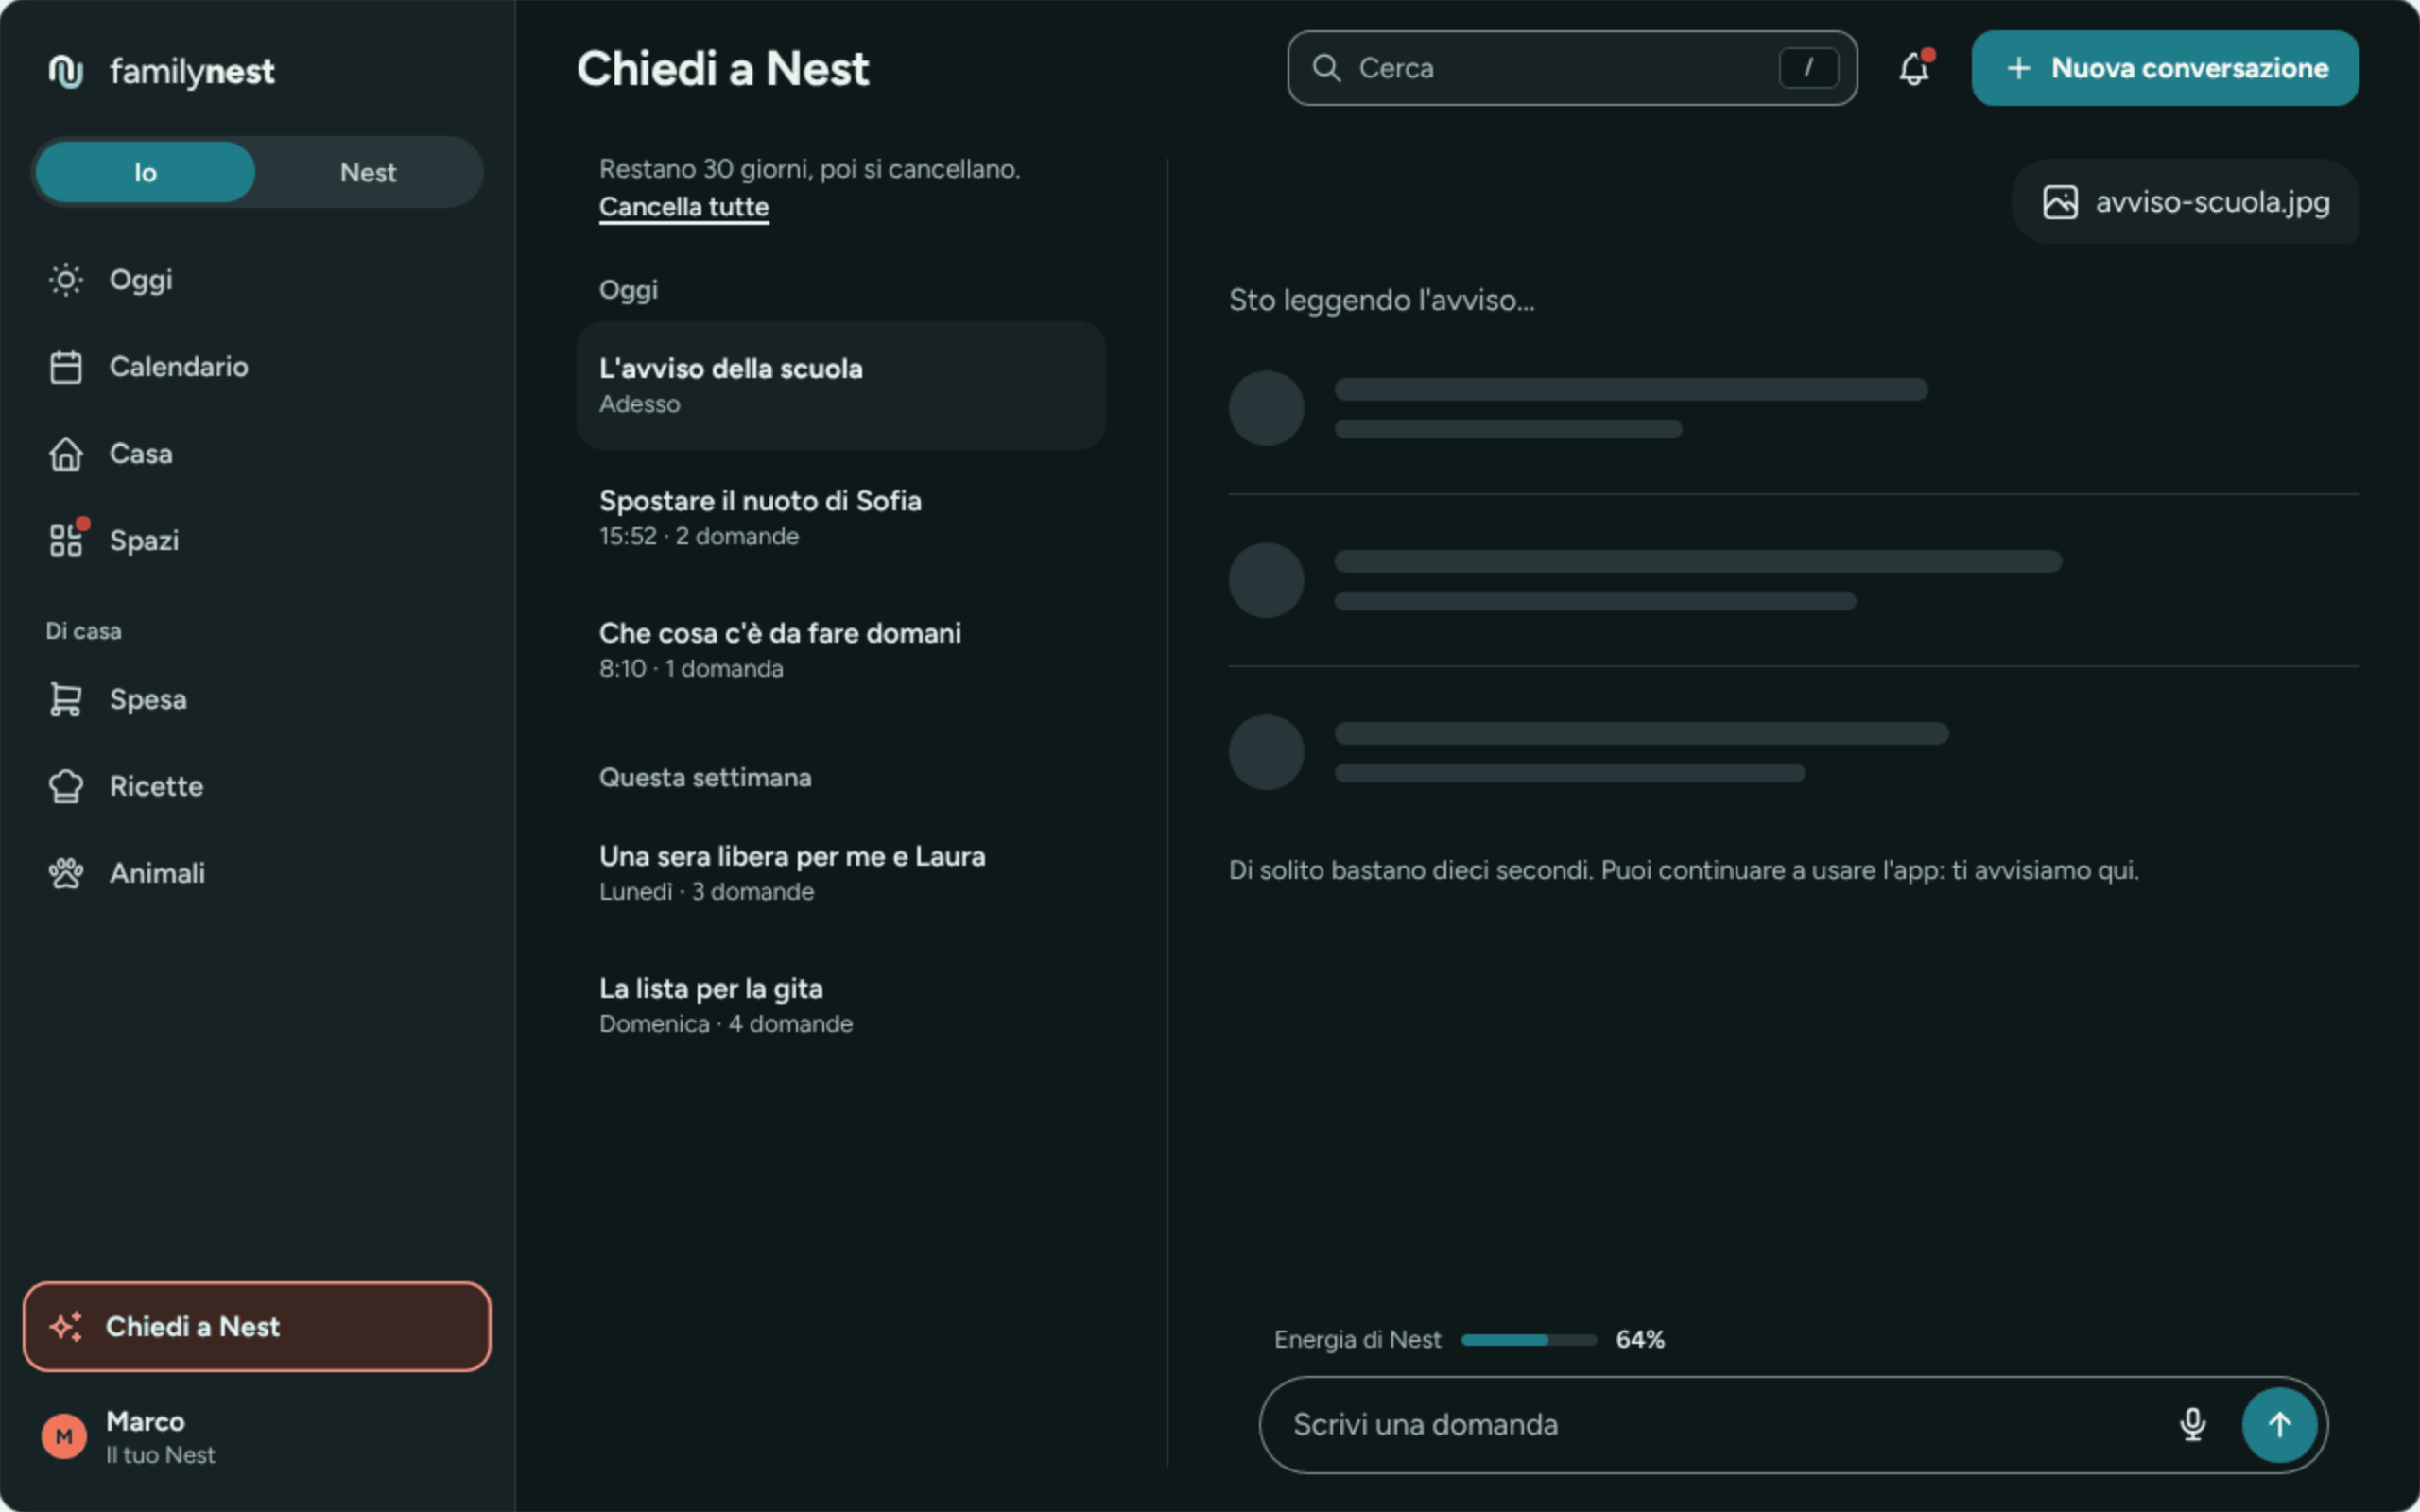 familynest
Io
Nest
Oggi
Calendario
Casa
Spazi
Di casa
Spesa
Ricette
Animali
Chiedi a Nest
M
Marco
Il tuo Nest
Chiedi a Nest
Cerca
/
+ Nuova conversazione
Restano 30 giorni, poi si cancellano.
Cancella tutte
Oggi
L'avviso della scuola
Adesso
Spostare il nuoto di Sofia
15:52 · 2 domande
Che cosa c'è da fare domani
8:10 · 1 domanda
Questa settimana
Una sera libera per me e Laura
Lunedì · 3 domande
La lista per la gita
Domenica · 4 domande
avviso-scuola.jpg
Sto leggendo l'avviso...
Di solito bastano dieci secondi. Puoi continuare a usare l'app: ti avvisiamo qui.
Energia di Nest 64%
Scrivi una domanda